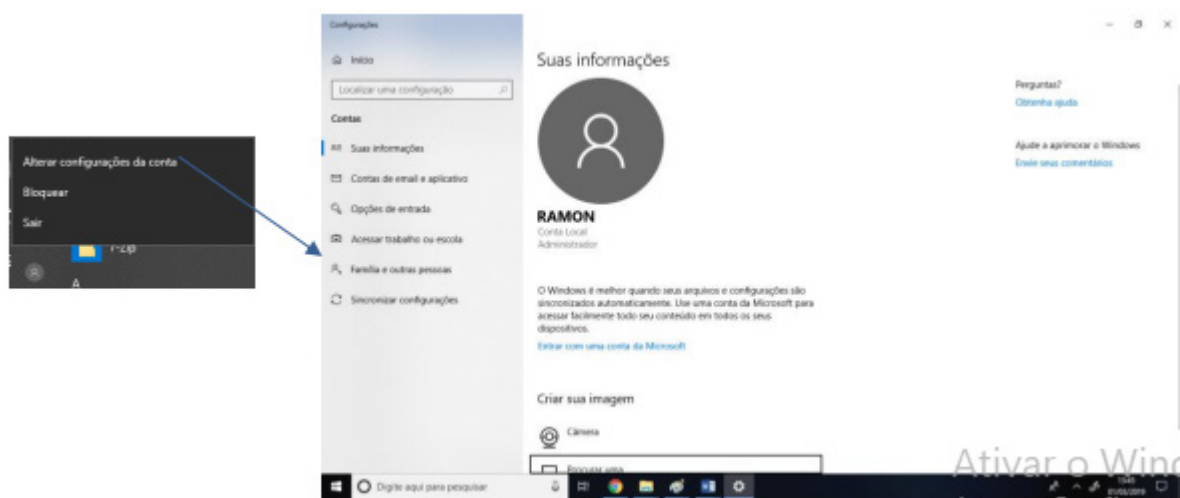 Alterar configurações da conta
Bloquear
Sair
7-Zip
A
Configurações
Início
Localizar uma configuração
Contas
Suas informações
Contas de email e aplicativo
Opções de entrada
Acessar trabalho ou escola
Família e outras pessoas
Sincronizar configurações
Suas informações
RAMON
Conta Local
Administrador
O Windows é melhor quando seus arquivos e configurações são
sincronizados automaticamente. Use uma conta da Microsoft para
acessar facilmente todo seu conteúdo em todos os seus
dispositivos.
Entrar com uma conta da Microsoft
Criar sua imagem
Câmera
Procurar uma
Perguntas?
Obtenha ajuda
Ajude a aprimorar o Windows
Envie seus comentários
Ativar o Wind
Digite aqui para pesquisar
01/03/2019